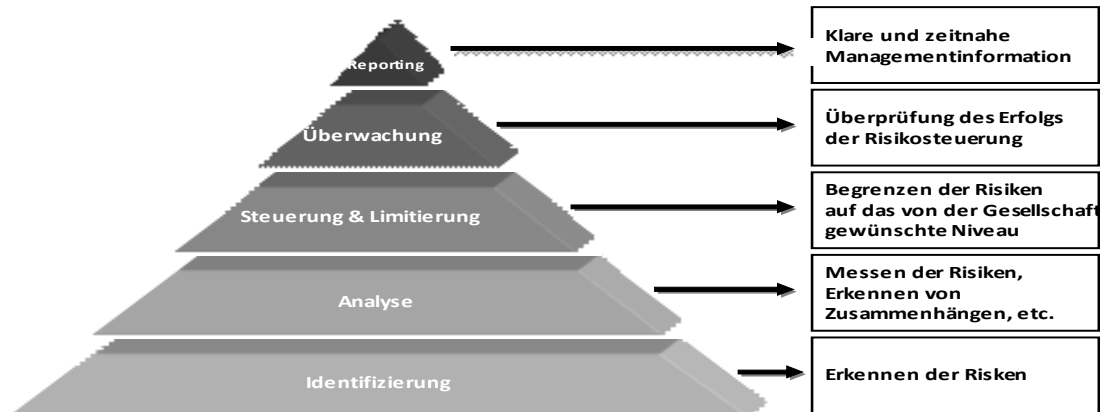 Reporting
Klare und zeitnahe
Managementinformation
Überwachung
Überprüfung des Erfolgs
der Risikosteuerung
Steuerung & Limitierung
Begrenzen der Risiken
auf das von der Gesellschaft
gewünschte Niveau
Analyse
Messen der Risiken,
Erkennen von
Zusammenhängen, etc.
Identifizierung
Erkennen der Risken